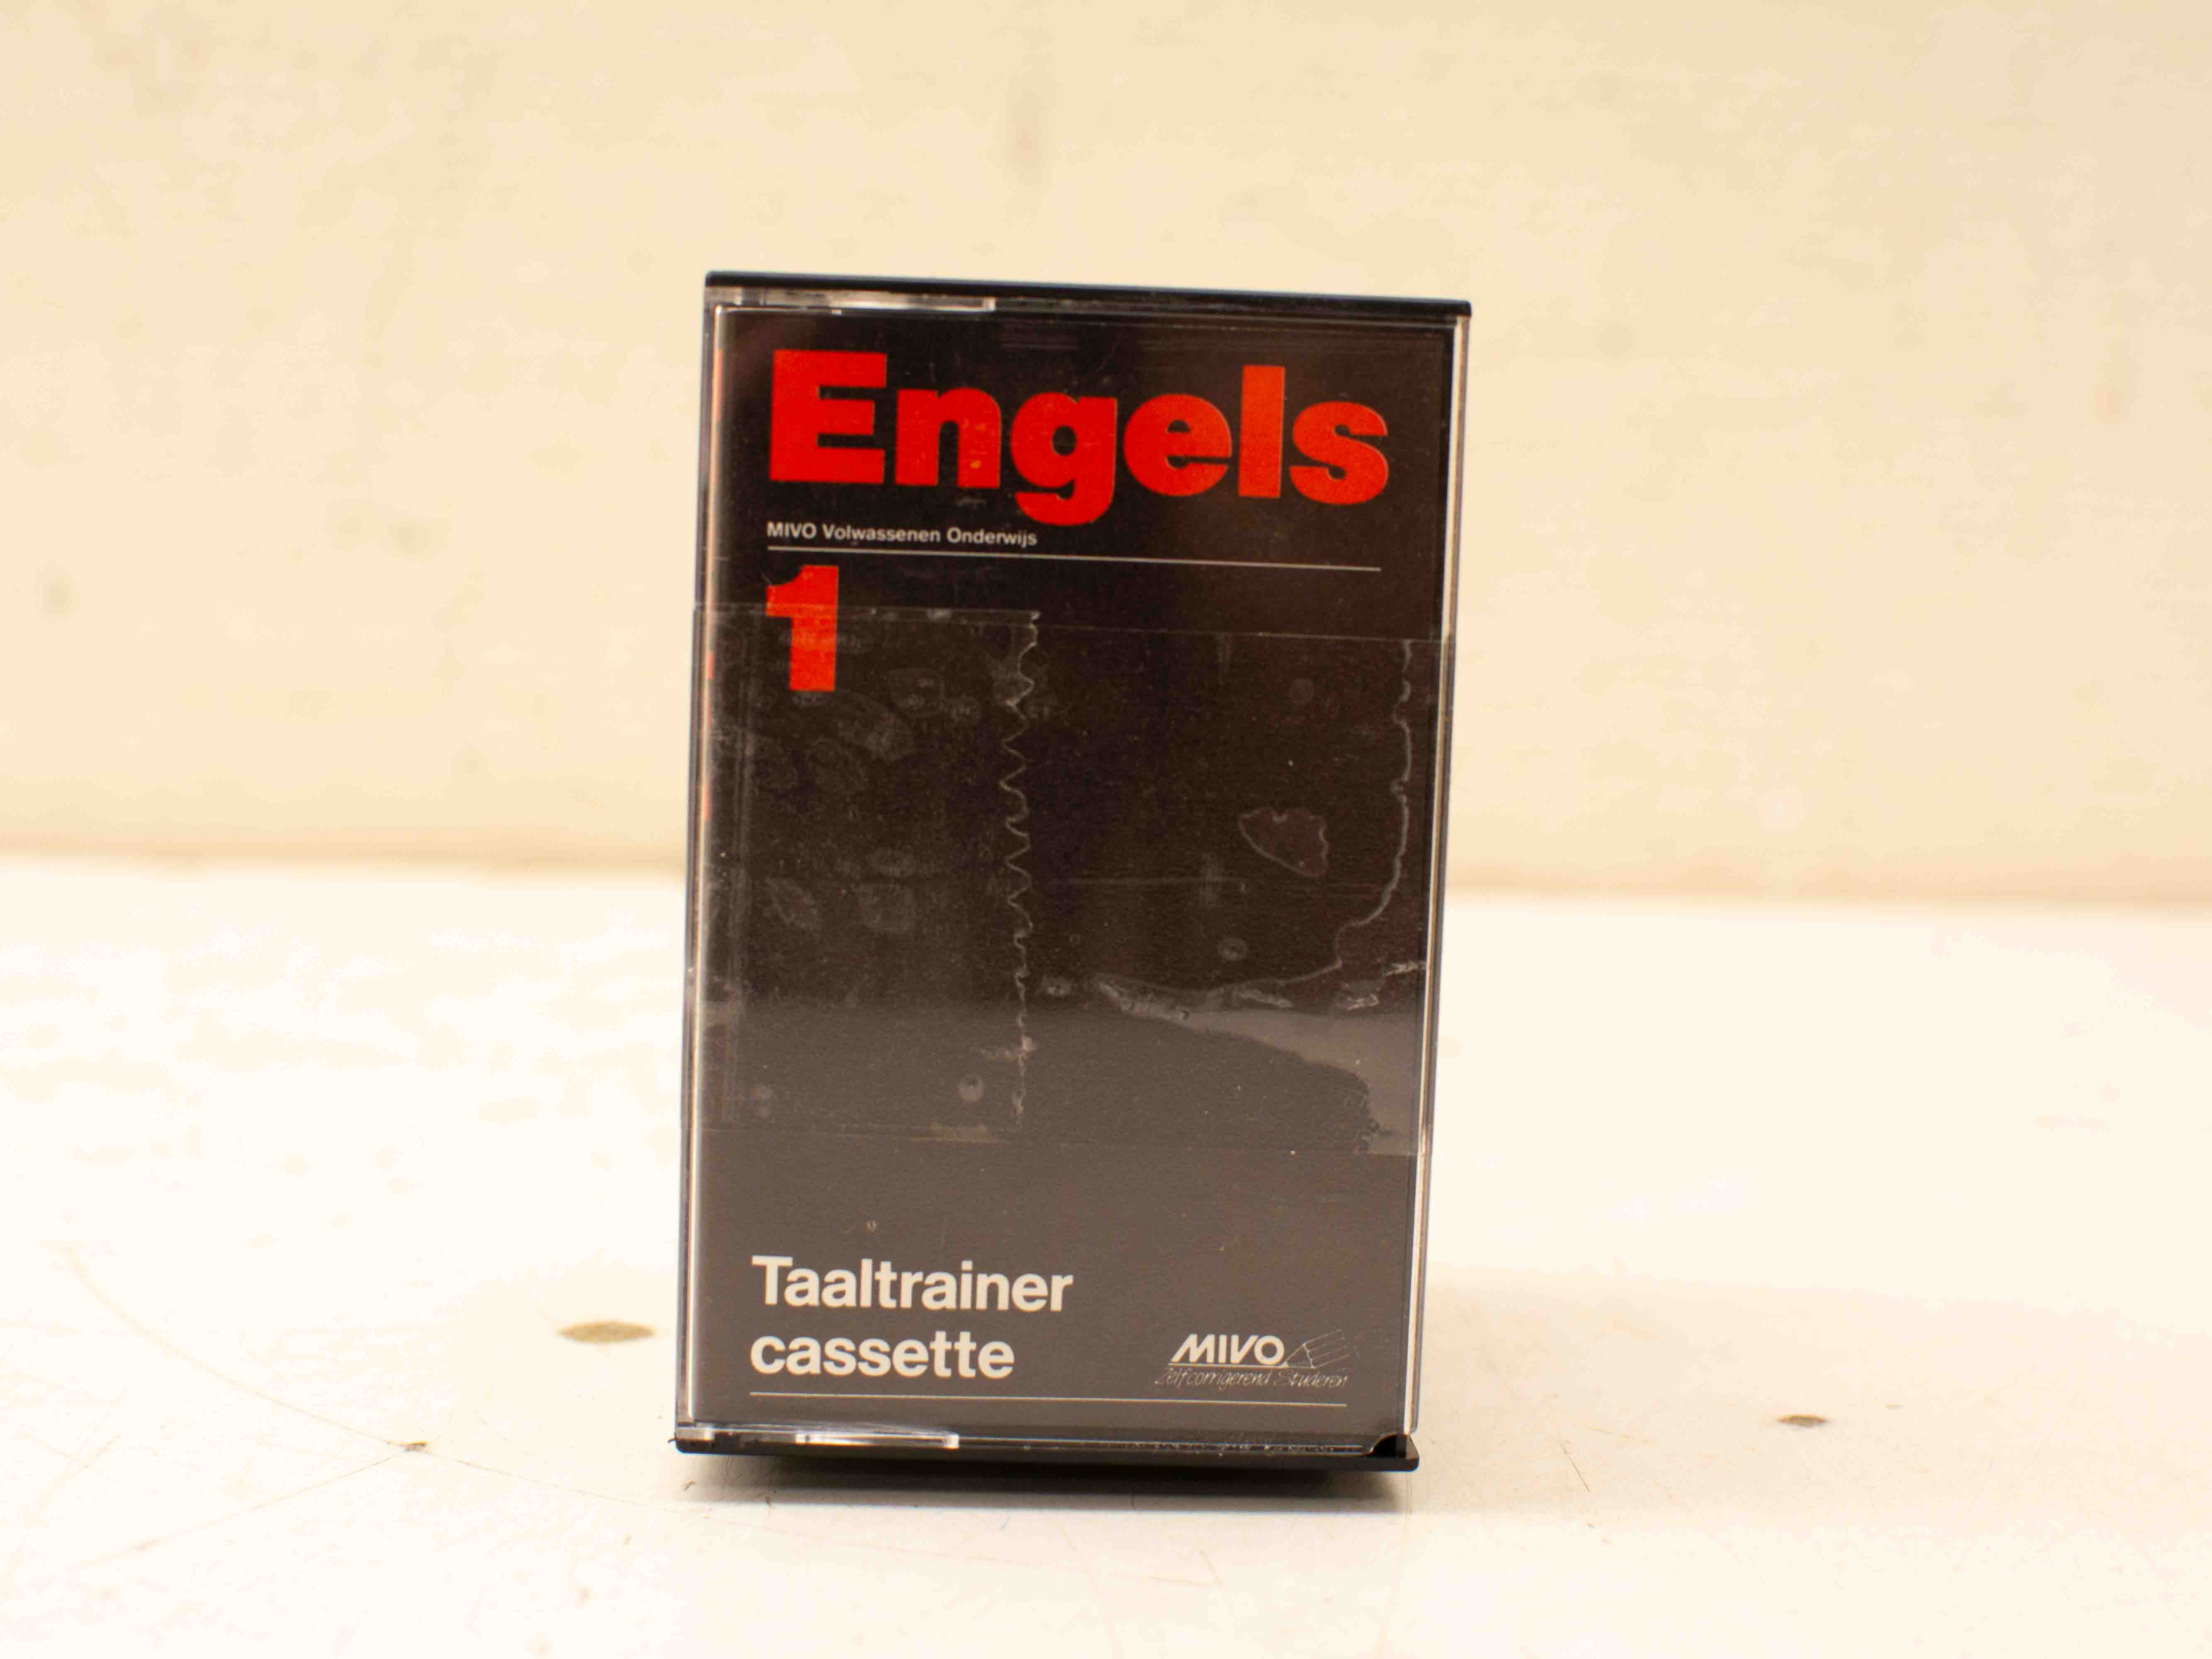 Engels
MIVO Volwassenen Onderwijs
1
Taaltrainer
cassette
MIVO
Zelfcorrigerend Studeren